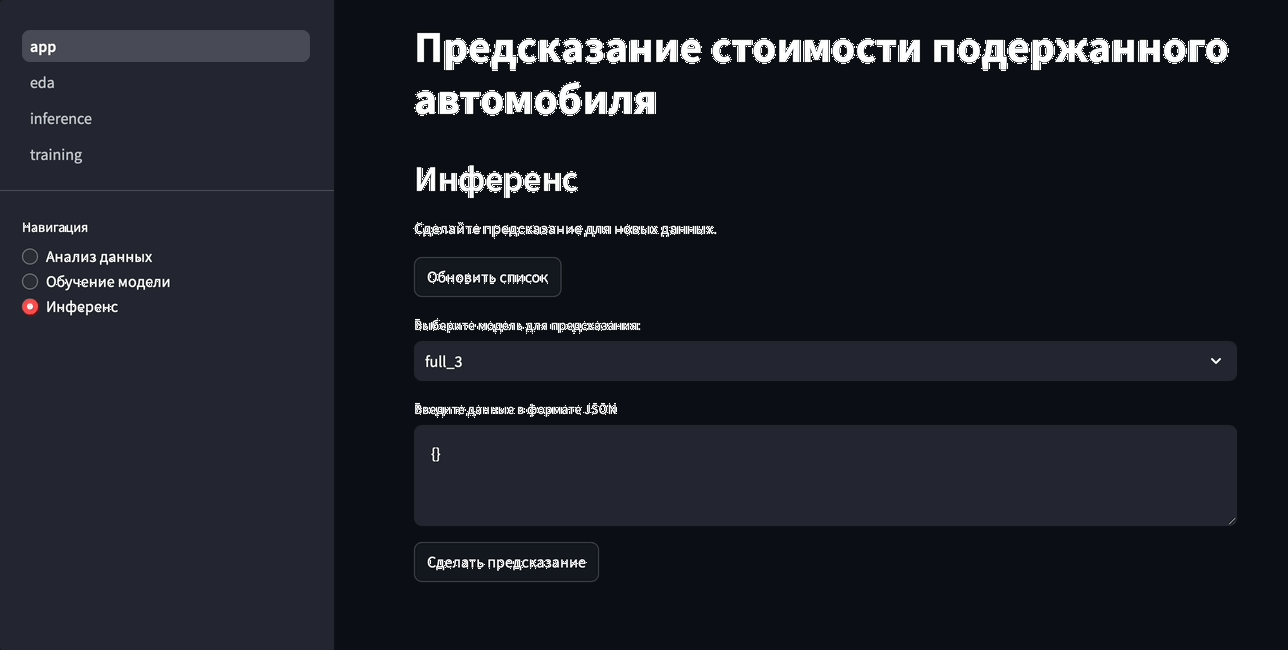 app
eda
inference
training
Навигация
Анализ данных
Обучение модели
Инференс
Предсказание стоимости подержанного
автомобиля
Инференс
Сделайте предсказание для новых данных.
Обновить список
Выберите модель для предсказания:
full_3
Введите данные в формате JSON
{}
Сделать предсказание